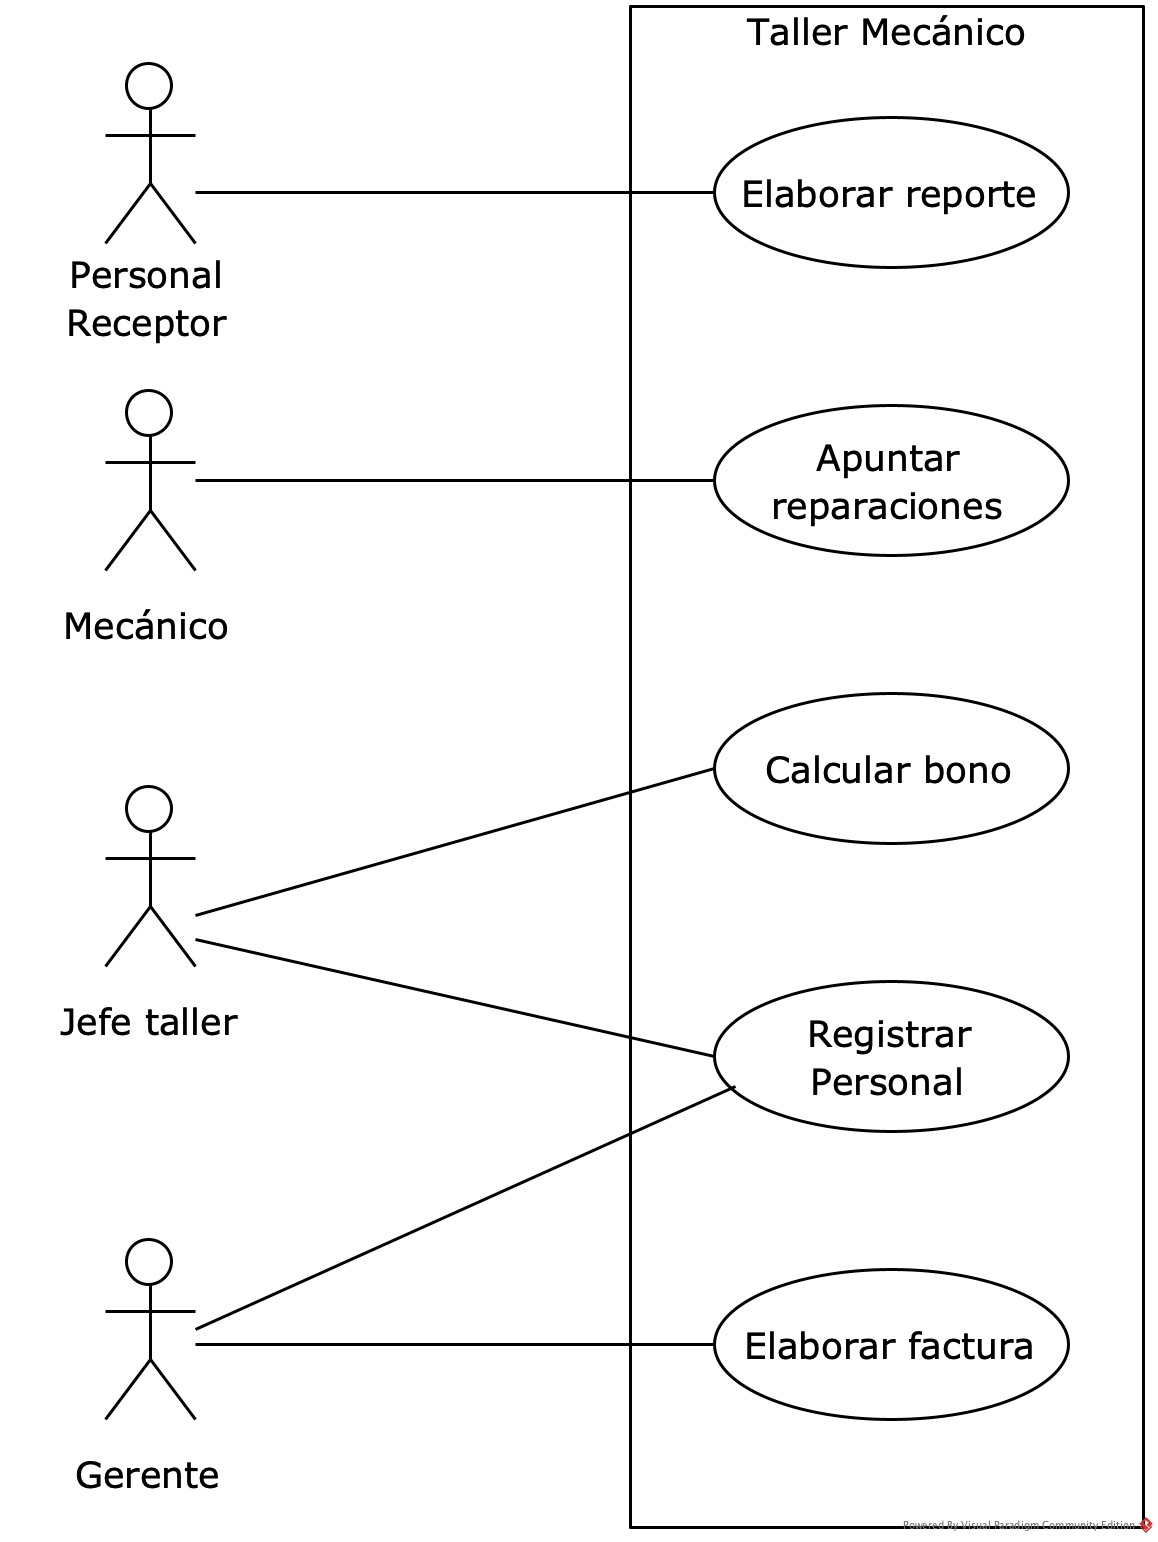 Taller Mecánico
Elaborar reporte
Personal
Receptor
Apuntar
reparaciones
Mecánico
Calcular bono
Jefe taller
Registrar
Personal
Elaborar factura
Gerente
Powered By Visual Paradigm Community Edition